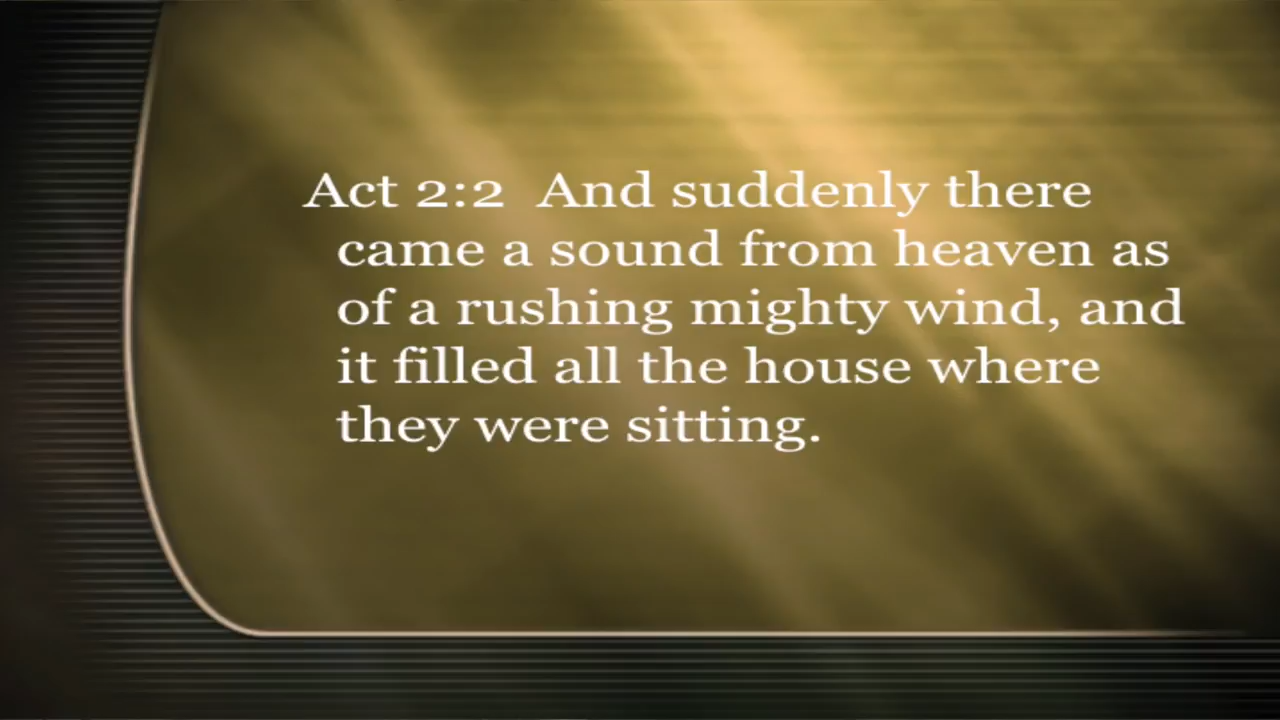 Act 2:2  And suddenly there
came a sound from heaven as
of a rushing mighty wind, and
it filled all the house where
they were sitting.